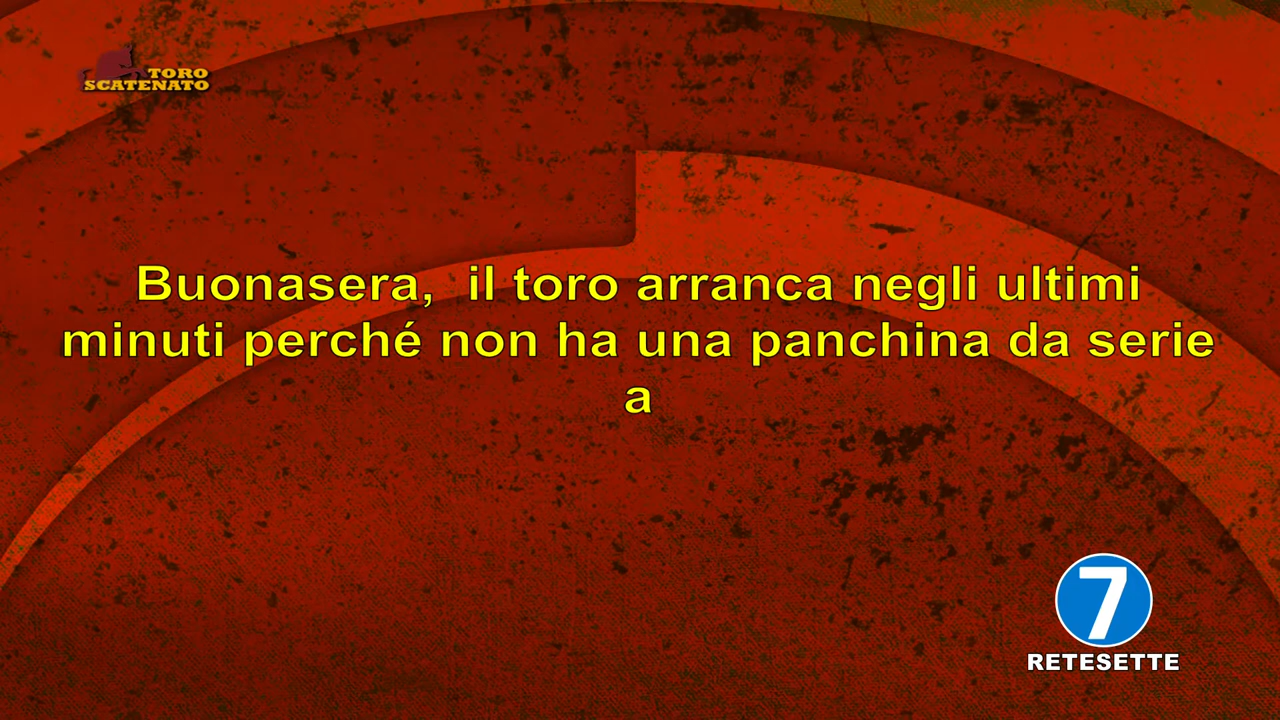 TORO
SCATENATO
Buonasera,  il toro arranca negli ultimi
minuti perché non ha una panchina da serie
a
7
RETESETTE